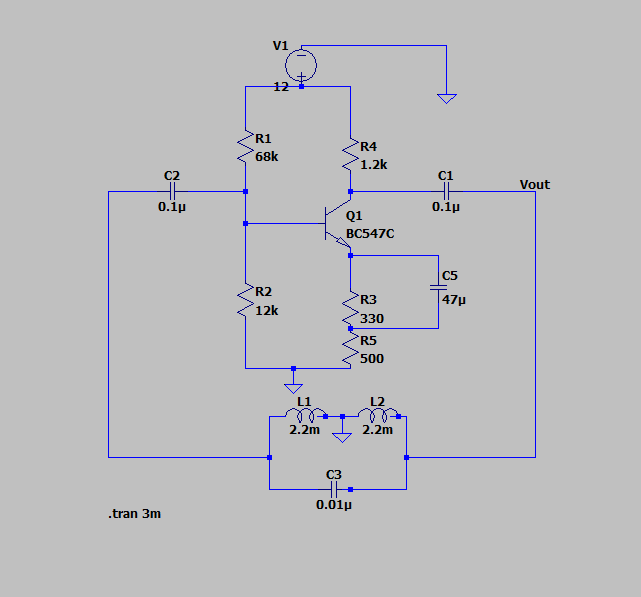 V1
12
R1
68k
R4
1.2k
C2
0.1µ
C1
0.1µ
Vout
Q1
BC547C
R2
12k
C5
47µ
R3
330
R5
500
L1
2.2m
L2
2.2m
C3
0.01µ
.tran 3m